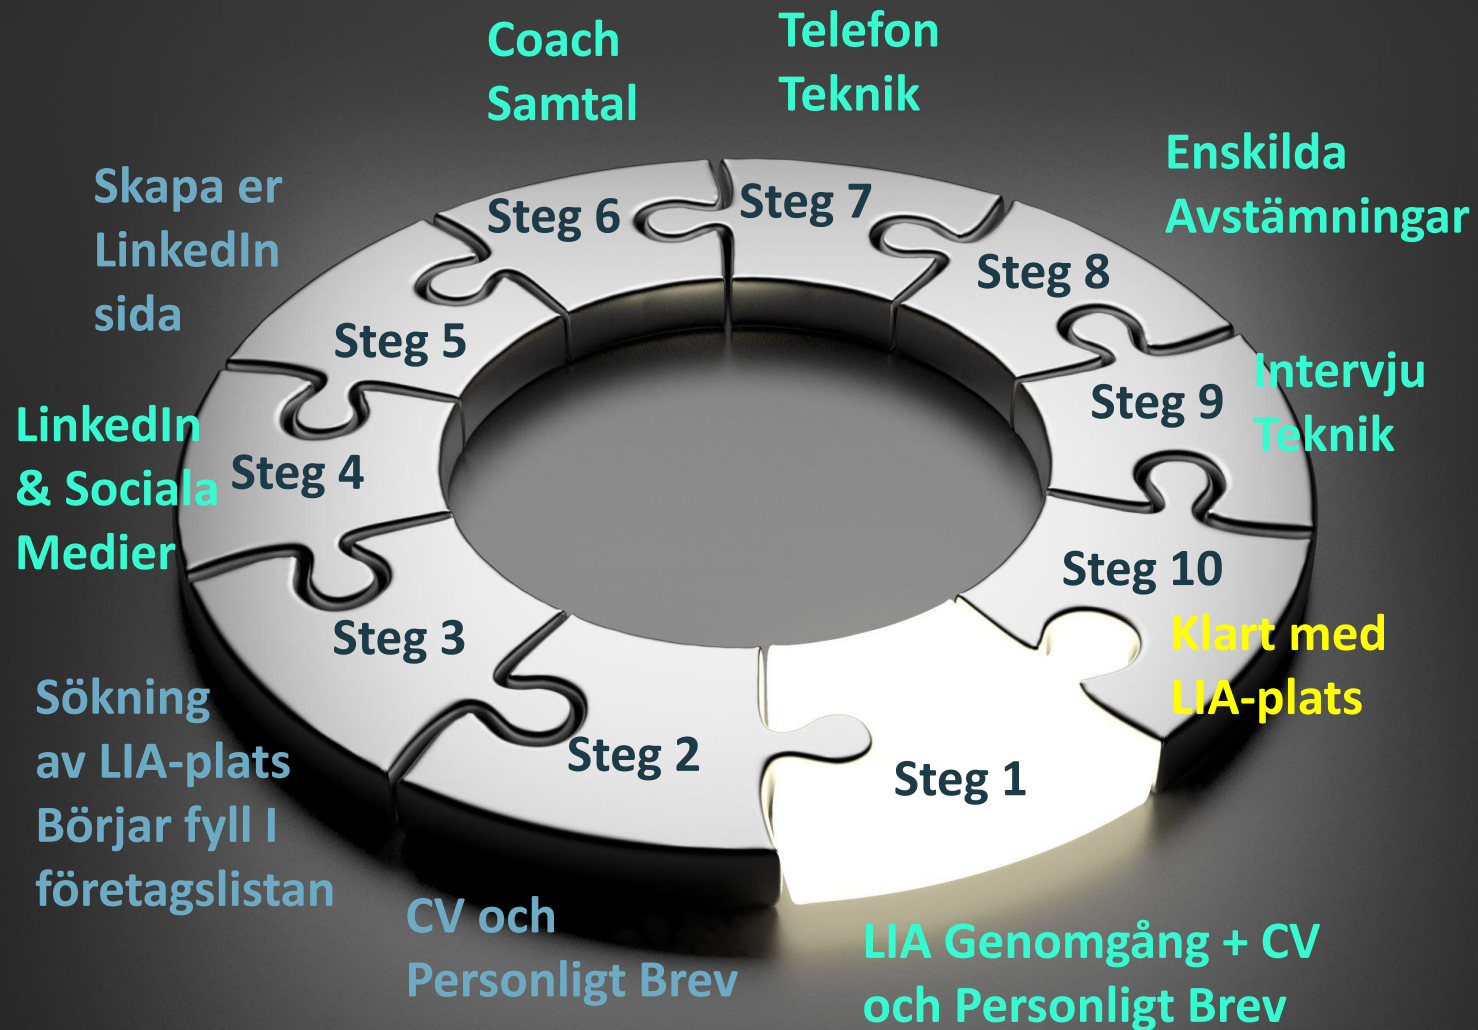 Coach
Samtal
Telefon
Teknik
Enskilda
Avstämningar
Skapa er
LinkedIn
sida
Steg 6
Steg 7
Steg 8
Steg 5
Intervju
Teknik
Steg 9
LinkedIn
& Sociala
Medier
Steg 4
Steg 10
Klart med
LIA-plats
Steg 3
Sökning
av LIA-plats
Börjar fyll I
företagslistan
Steg 2
Steg 1
CV och
Personligt Brev
LIA Genomgång + CV
och Personligt Brev